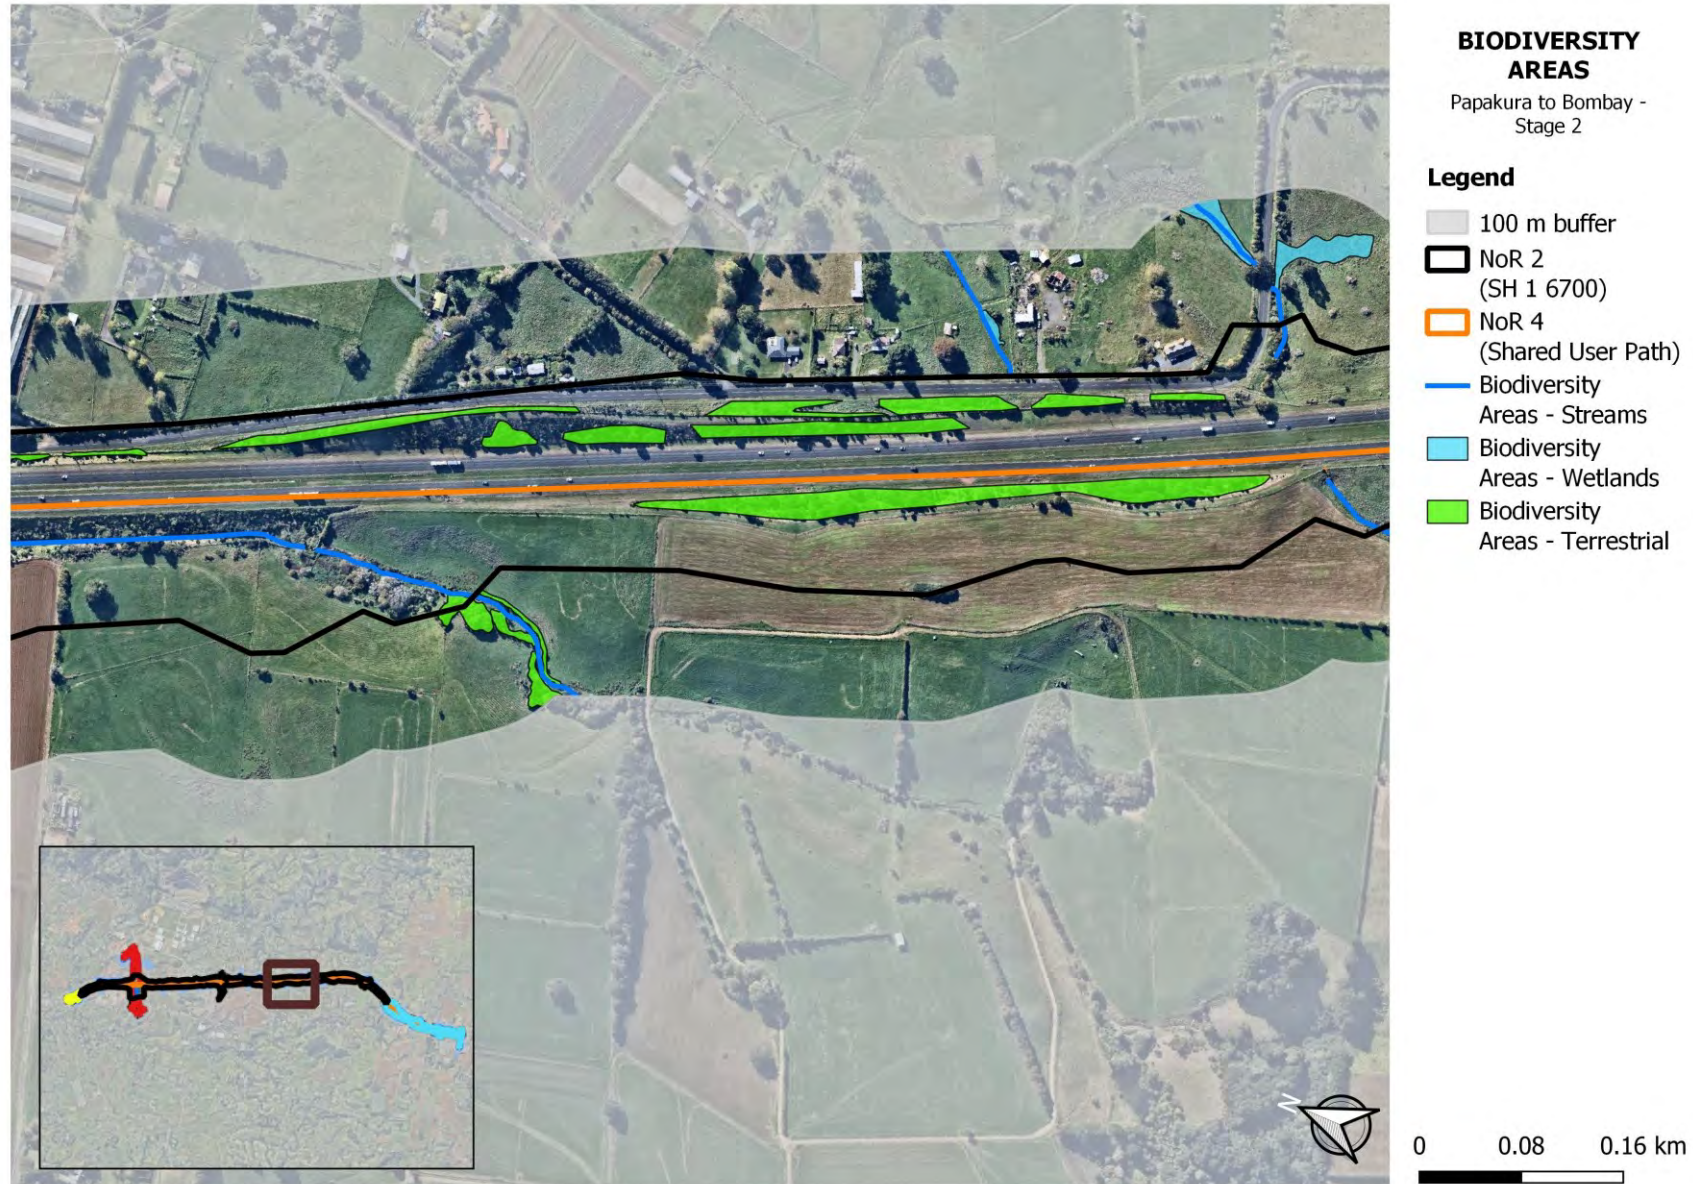 BIODIVERSITY
AREAS
Papakura to Bombay -
Stage 2
Legend
100 m buffer
NoR 2
(SH 1 6700)
NoR 4
(Shared User Path)
Biodiversity
Areas - Streams
Biodiversity
Areas - Wetlands
Biodiversity
Areas - Terrestrial
N
0 0.08 0.16 km